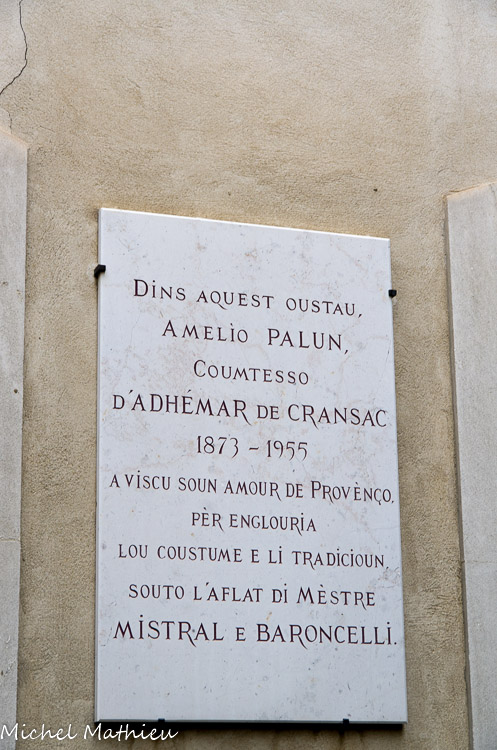 Dins aquest oustau,
Amelìo PALUN,
Coumtesso
d'ADHÉMAR de CRANSAC
1873 - 1955
a viscu soun amour de Provènço,
pèr englouria
lou coustume e li tradicioun,
souto l'aflat di Mèstre
MISTRAL e BARONCELLI.
Michel Mathieu